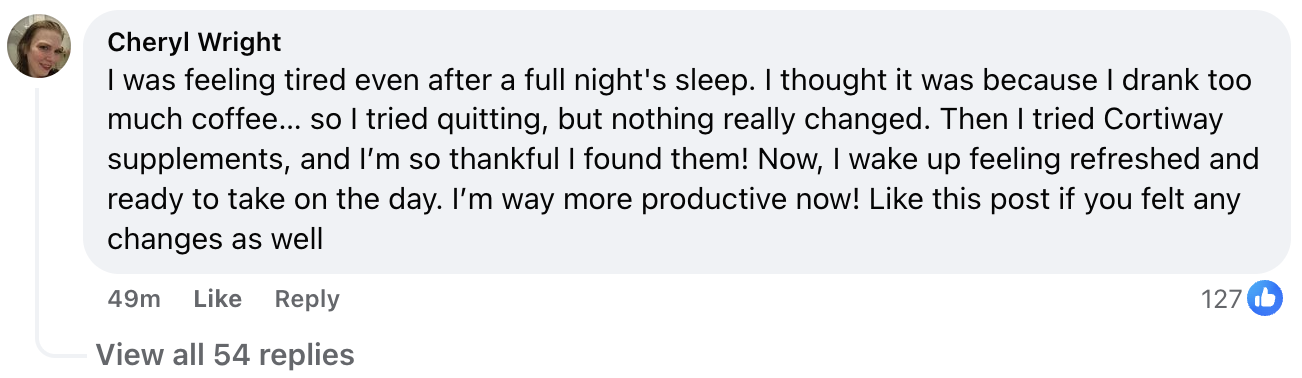 Cheryl Wright
I was feeling tired even after a full night's sleep. I thought it was because I drank too
much coffee... so I tried quitting, but nothing really changed. Then I tried Cortiway
supplements, and I’m so thankful I found them! Now, I wake up feeling refreshed and
ready to take on the day. I’m way more productive now! Like this post if you felt any
changes as well
49m Like Reply 127
View all 54 replies